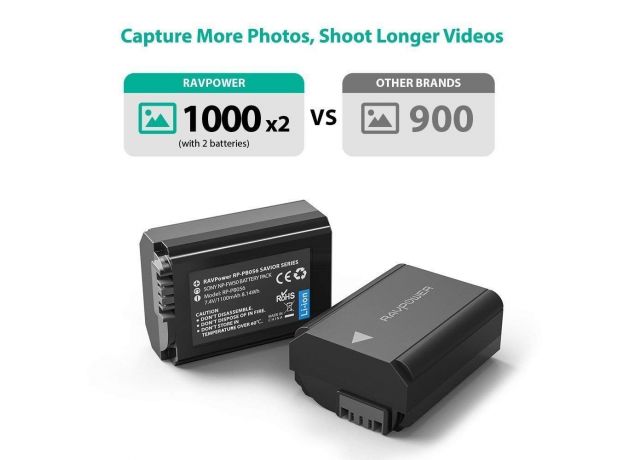 Capture More Photos, Shoot Longer Videos
RAVPOWER
1000 x2
(with 2 batteries)
VS
OTHER BRANDS
900
RAVPower RP-PB056 SAVIOR SERIES
SONY NP-FW50 BATTERY PACK
Model: RP-PB056
7.4V/1100mAh 8.14Wh
CAUTION:
DON'T DISASSEMBLE.
DON'T DISPOSE OF IN FIRE.
DON'T STORE IN
TEMPERATURE OVER 60°C.
CE FC
RoHS
Li-ion
RAVPOWER